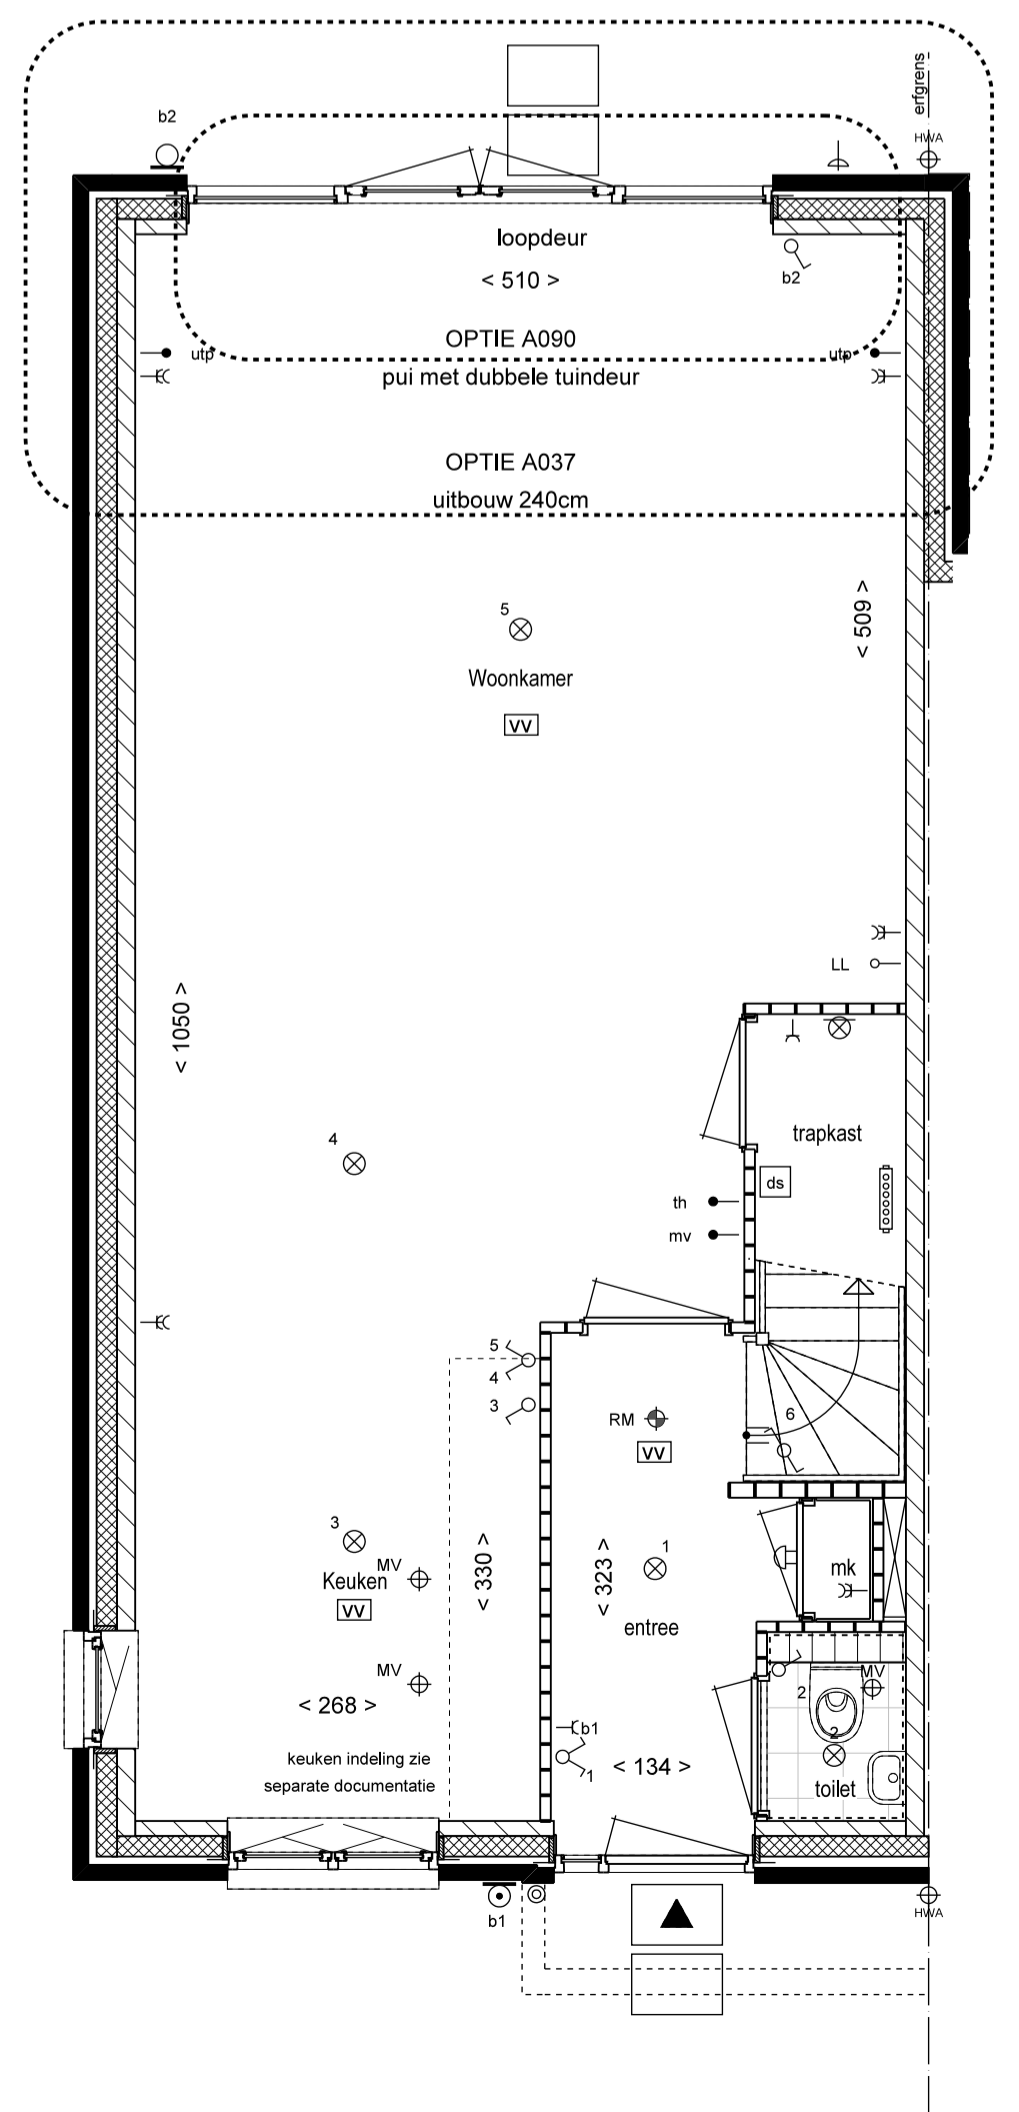 erfgrens
b2
HWA
loopdeur
b2
< 510 >
OPTIE A090
utp
utp
pui met dubbele tuindeur
OPTIE A037
uitbouw 240cm
< 509 >
5
Woonkamer
VV
LL
< 1050 >
trapkast
4
ds
th
mv
5
4
3
RM
6
VV
3
MV
Keuken
VV
< 330 >
< 323 >
1
mk
entree
MV
MV
2
< 268 >
b1
2
keuken indeling zie
1
< 134 >
separate documentatie
toilet
b1
HWA